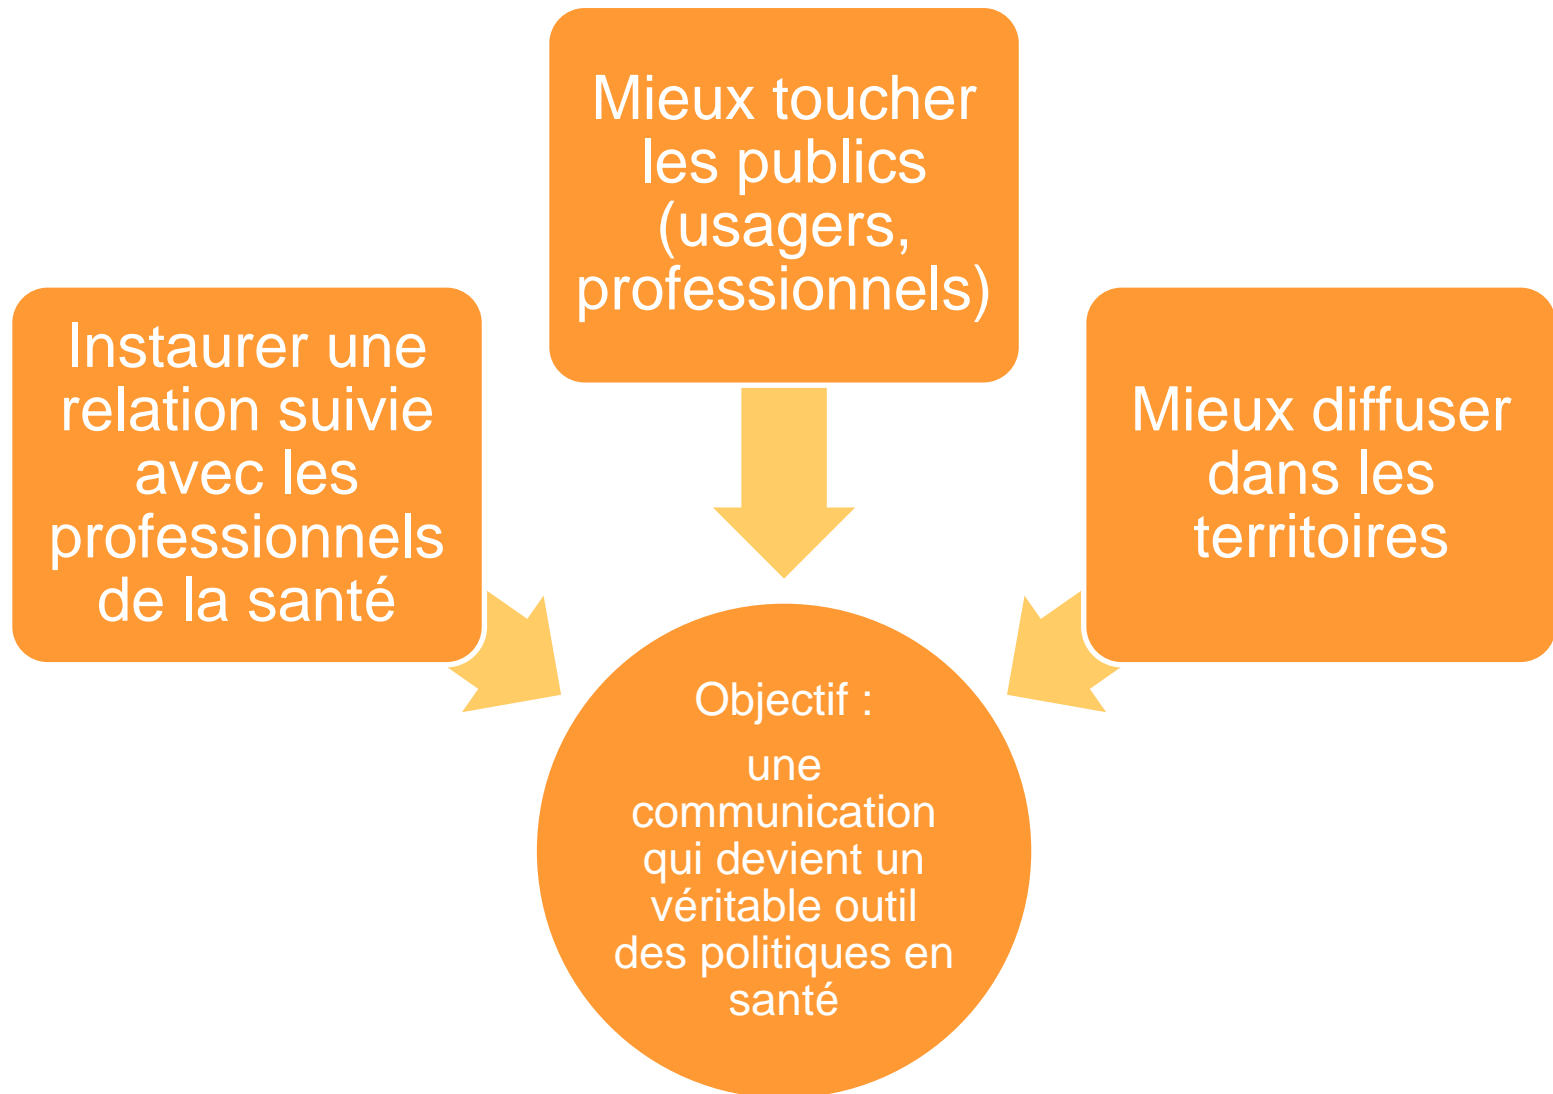 Mieux toucher
les publics
(usagers,
professionnels)
Instaurer une
relation suivie
avec les
professionnels
de la santé
Mieux diffuser
dans les
territoires
Objectif :
une
communication
qui devient un
véritable outil
des politiques en
santé